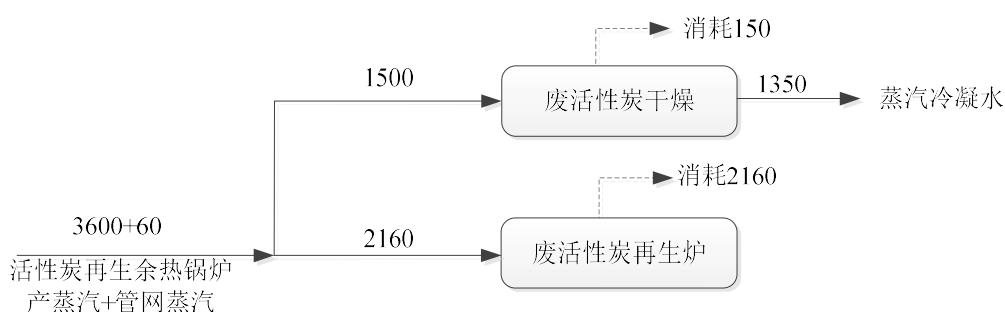 消耗150
1500
废活性炭干燥
1350
蒸汽冷凝水
消耗2160
3600+60
2160
废活性炭再生炉
活性炭再生余热锅炉
产蒸汽+管网蒸汽